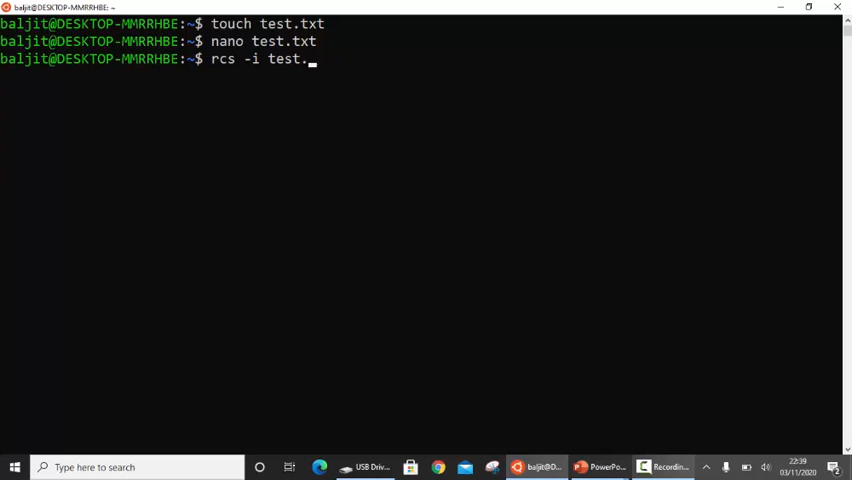 baljit@DESKTOP-MMRRHBE: ~
baljit@DESKTOP-MMRRHBE:~$ touch test.txt
baljit@DESKTOP-MMRRHBE:~$ nano test.txt
baljit@DESKTOP-MMRRHBE:~$ rcs -i test._
Type here to search
USB Driv...
baljit@D...
PowerPo...
Recordin...
22:39
03/11/2020
2